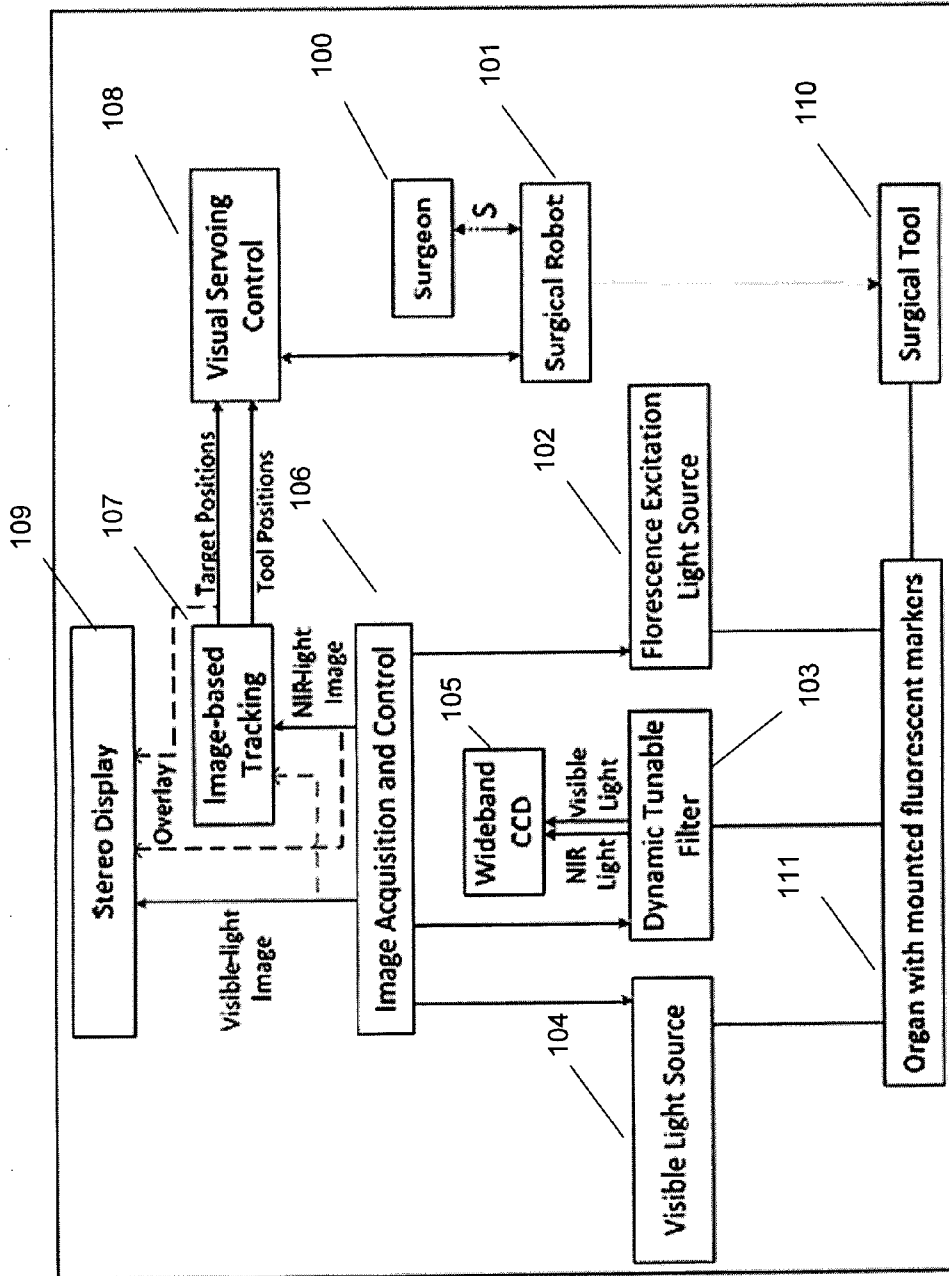 109
Stereo Display
Overlay
Visible-light
Image
107
Image-based
Tracking
NIR-light
Image
Target Positions
Tool Positions
108
Visual Servoing
Control
100
Surgeon
S
101
Surgical Robot
106
Image Acquisition and Control
105
Wideband
CCD
NIR
Light
Visible
Light
104
Visible Light Source
Dynamic Tunable
Filter
103
102
Florescence Excitation
Light Source
111
Organ with mounted fluorescent markers
110
Surgical Tool